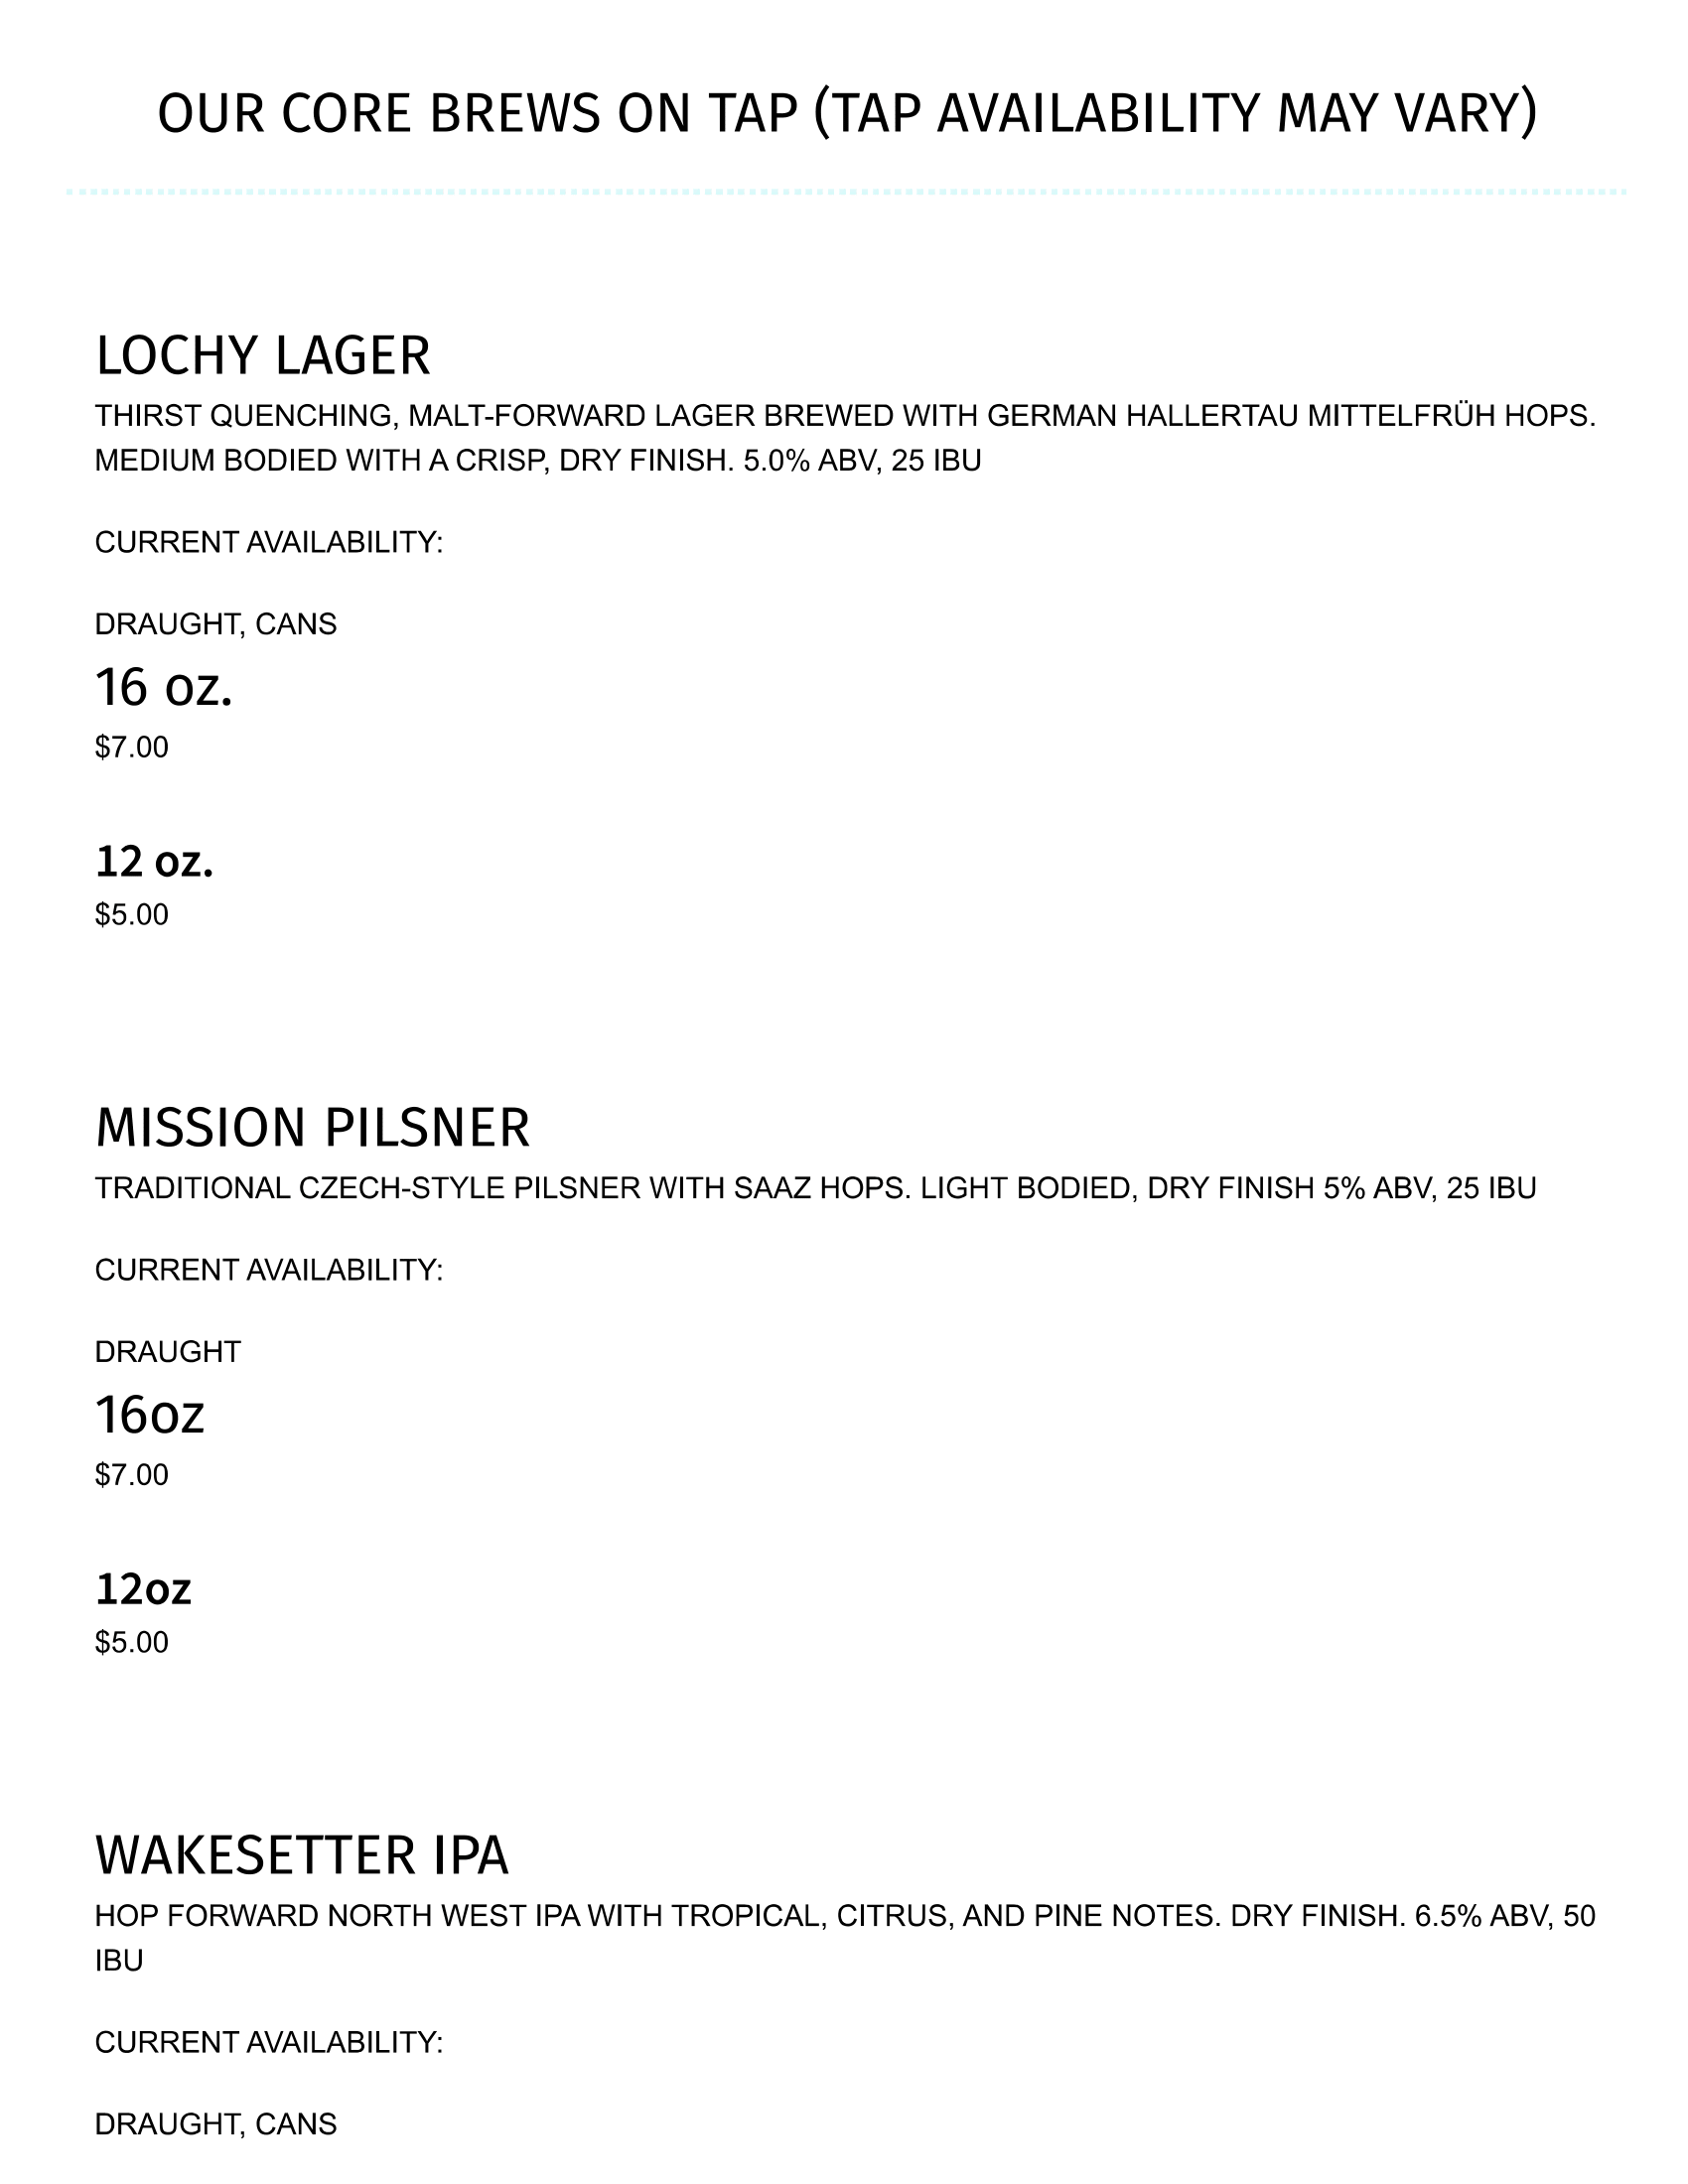 OUR CORE BREWS ON TAP (TAP AVAILABILITY MAY VARY)
LOCHY LAGER
THIRST QUENCHING, MALT-FORWARD LAGER BREWED WITH GERMAN HALLERTAU MITTELFRÜH HOPS.
MEDIUM BODIED WITH A CRISP, DRY FINISH. 5.0% ABV, 25 IBU
CURRENT AVAILABILITY:
DRAUGHT, CANS
16 oz.
$7.00
12 oz.
$5.00
MISSION PILSNER
TRADITIONAL CZECH-STYLE PILSNER WITH SAAZ HOPS. LIGHT BODIED, DRY FINISH 5% ABV, 25 IBU
CURRENT AVAILABILITY:
DRAUGHT
16oz
$7.00
12oz
$5.00
WAKESETTER IPA
HOP FORWARD NORTH WEST IPA WITH TROPICAL, CITRUS, AND PINE NOTES. DRY FINISH. 6.5% ABV, 50
IBU
CURRENT AVAILABILITY:
DRAUGHT, CANS